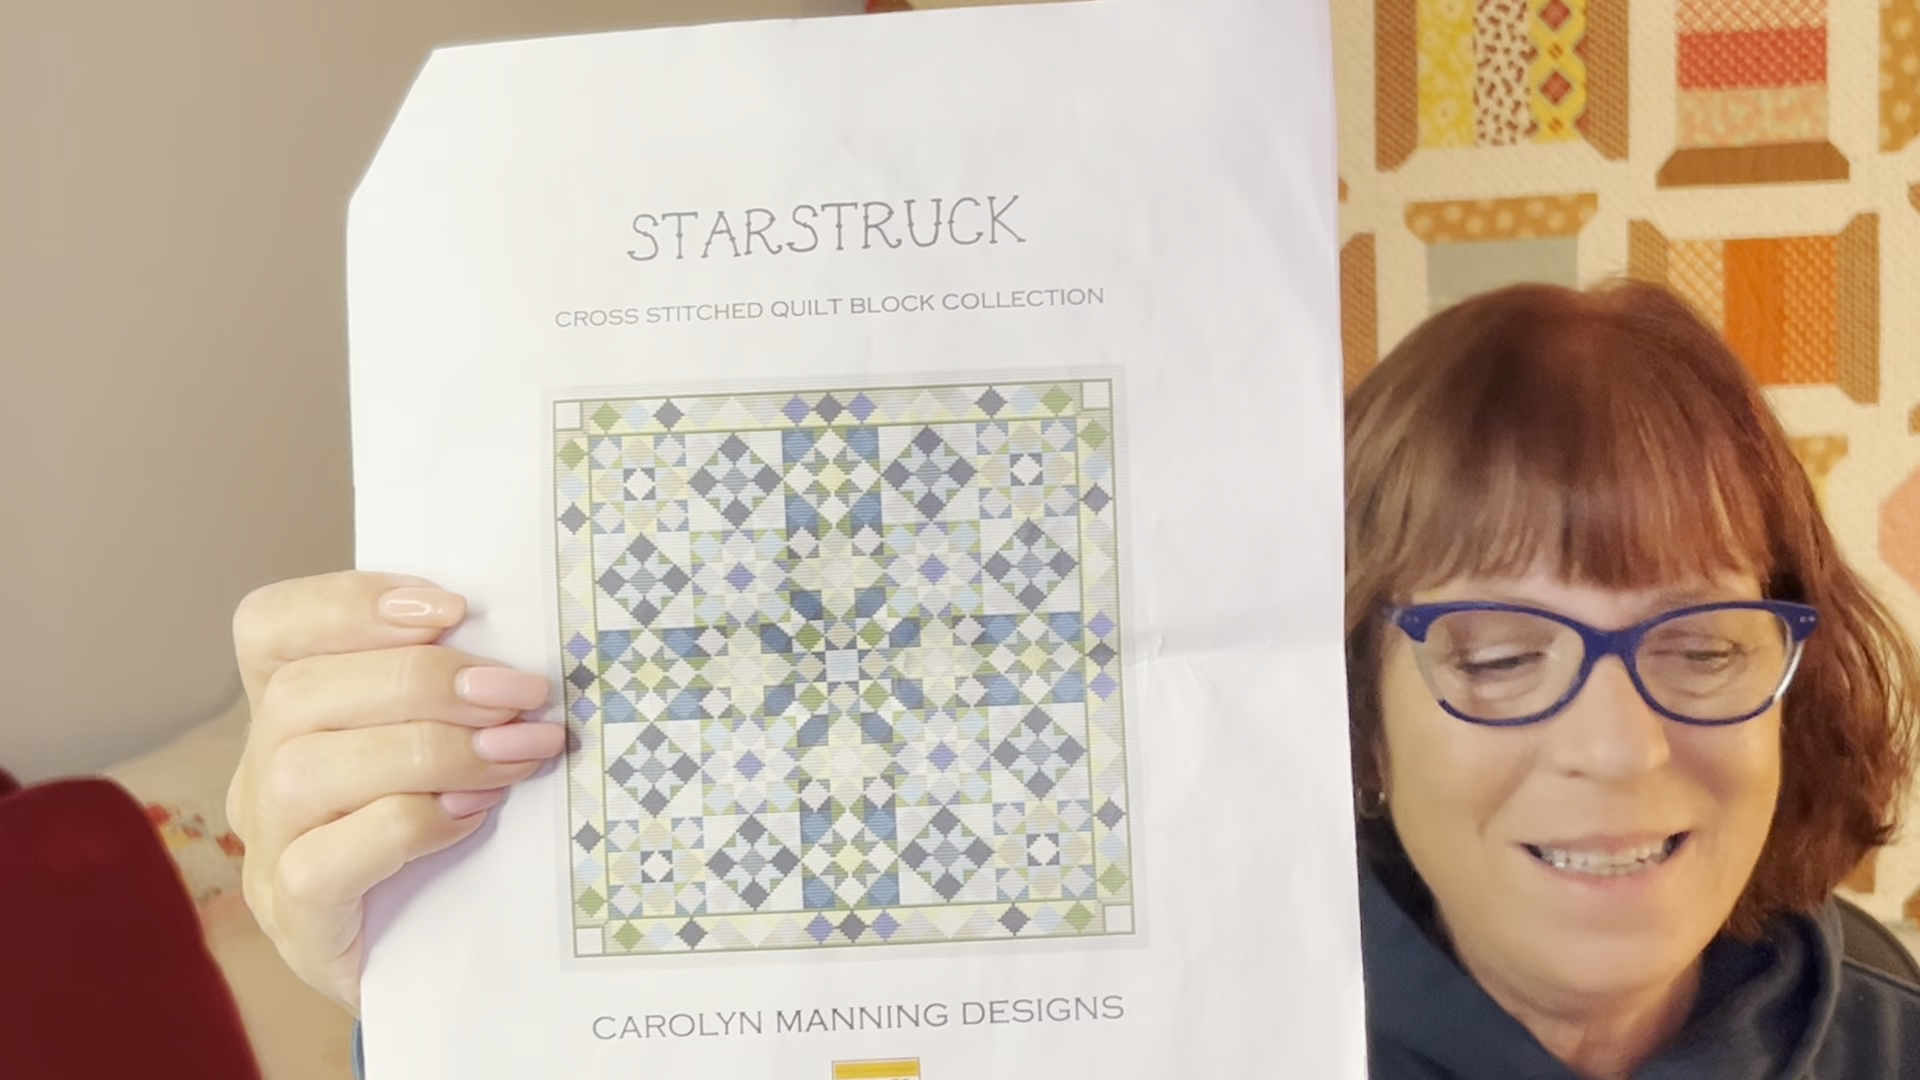 STARSTRUCK
CROSS STITCHED QUILT BLOCK COLLECTION
CAROLYN MANNING DESIGNS